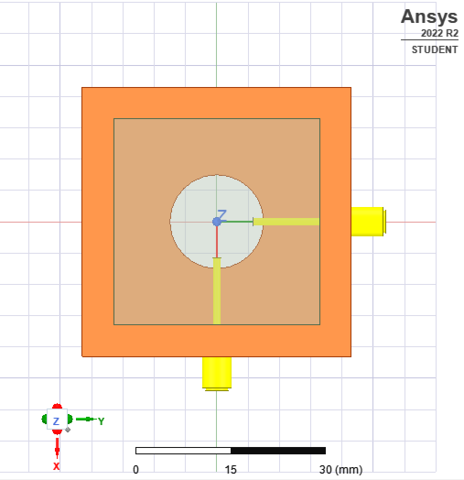 Ansys
2022 R2
STUDENT
Z
Z
Y
X
0 15 30 (mm)